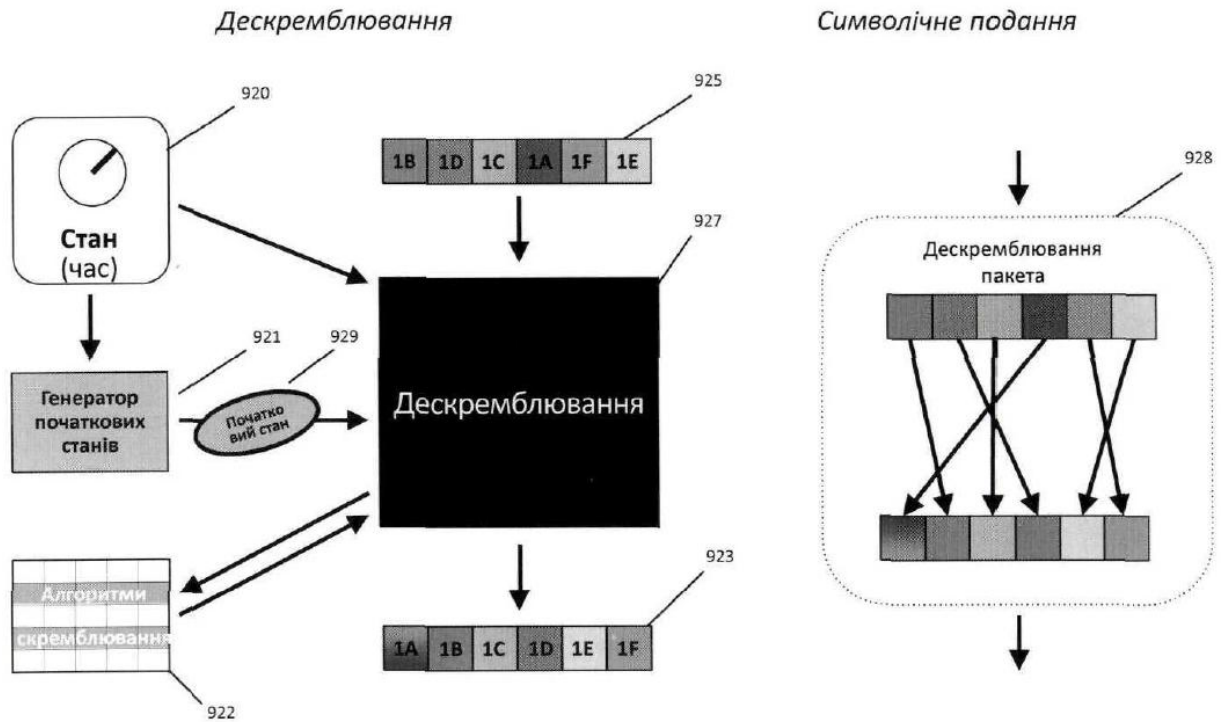 Дескремблювання
Символічне подання
920
925
1B 1D 1C 1A 1F 1E
928
Стан
(час)
927
Дескремблювання
пакета
921
929
Генератор
початкових
станів
Початко
вий стан
Дескремблювання
923
Алгоритми
скремблювання
1A 1B 1C 1D 1E 1F
922